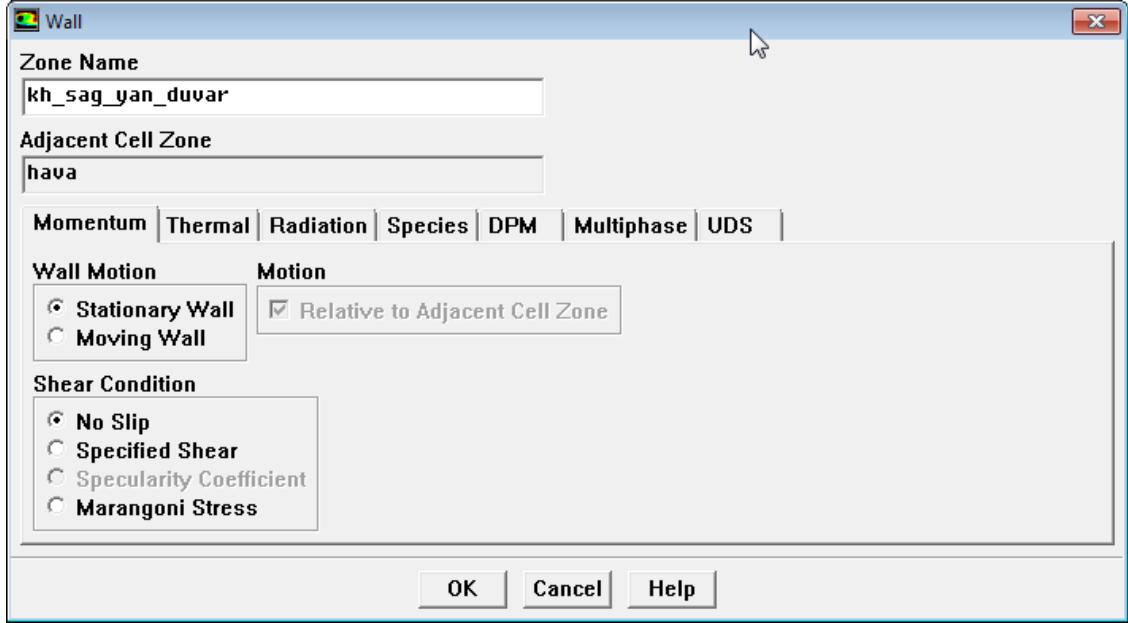 Wall
Zone Name
kh_sag_yan_duvar
Adjacent Cell Zone
hava
Momentum Thermal Radiation Species DPM Multiphase UDS
Wall Motion Motion
Stationary Wall Relative to Adjacent Cell Zone
Moving Wall
Shear Condition
No Slip
Specified Shear
Specularity Coefficient
Marangoni Stress
OK Cancel Help